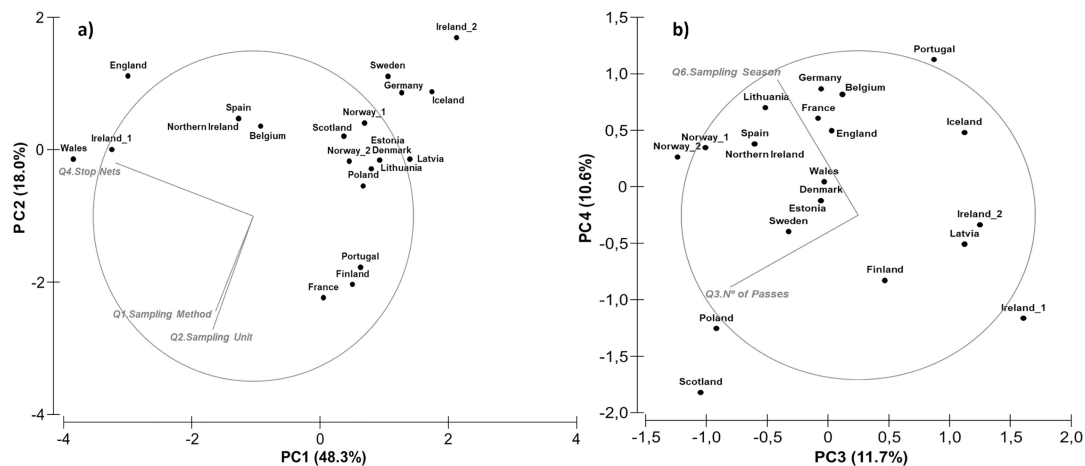 a)
2
0
-2
-4
PC2 (18.0%)
-4
-2
0
2
4
PC1 (48.3%)
Ireland_2
England
Sweden
Germany
Iceland
Spain
Northern Ireland
Belgium
Norway_1
Scotland
Ireland_1
Wales
Q4.Stop Nets
Estonia
Norway_2
Denmark
Latvia
Lithuania
Poland
Portugal
Finland
France
Q1.Sampling Method
Q2.Sampling Unit
b)
1,5
1,0
0,5
0
-0,5
-1,0
-1,5
-2,0
PC4 (10.6%)
-1,5
-1,0
-0,5
0
0,5
1,0
1,5
2,0
PC3 (11.7%)
Portugal
Q6.Sampling Season
Germany
Belgium
Lithuania
France
Iceland
England
Norway_1
Norway_2
Spain
Northern Ireland
Wales
Denmark
Estonia
Sweden
Ireland_2
Latvia
Finland
Q3.Nº of Passes
Poland
Ireland_1
Scotland